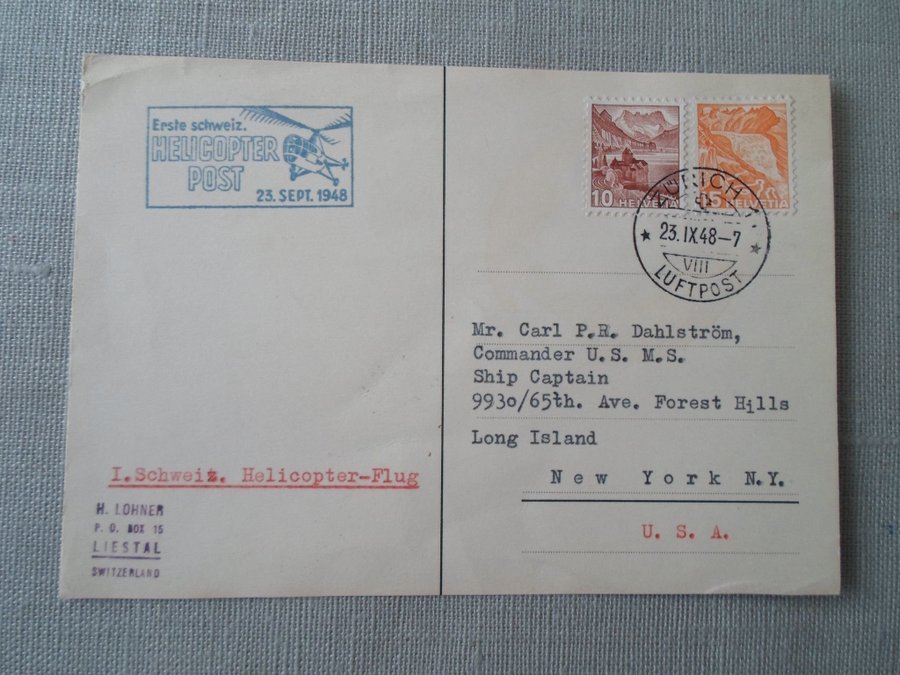 Erste schweiz.
HELICOPTER
POST
23. SEPT. 1948
I. Schweiz. Helicopter-Flug
H. LOHNER
P. O. BOX 15
LIESTAL
SWITZERLAND
10 HELVETIA
5 HELVETIA
ZÜRICH
23.IX.48–7
VIII
LUFTPOST
Mr. Carl P.R. Dahlström,
Commander U.S. M.S.
Ship Captain
9930/65th. Ave. Forest Hills
Long Island
New York N.Y.
U. S. A.